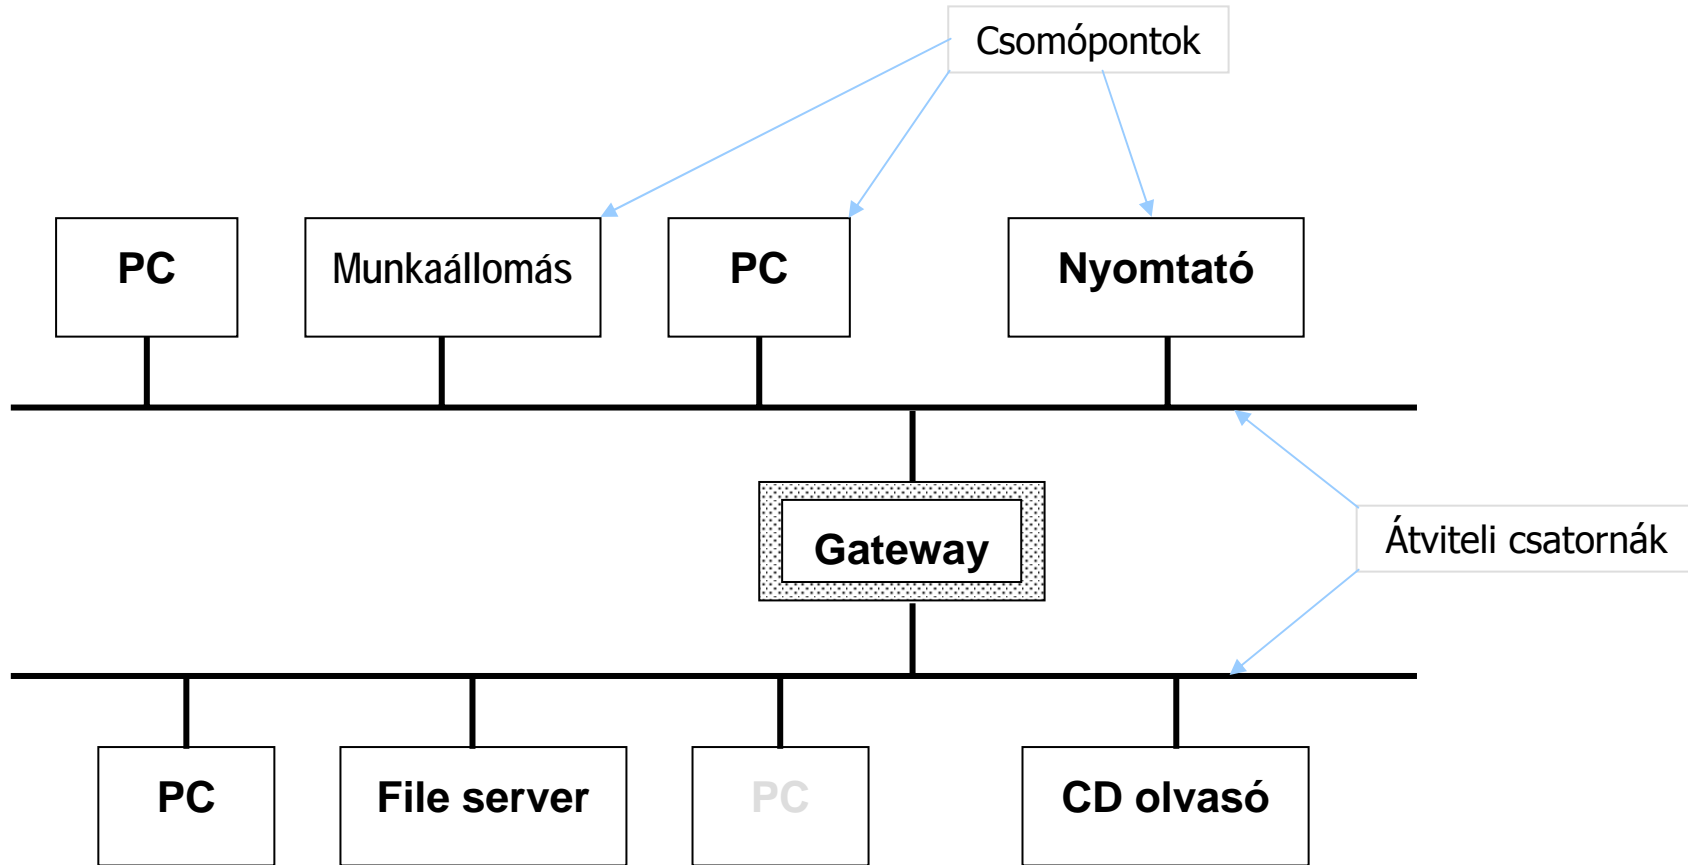 Csomópontok
PC
Munkaállomás
PC
Nyomtató
Gateway
Átviteli csatornák
PC
File server
PC
CD olvasó